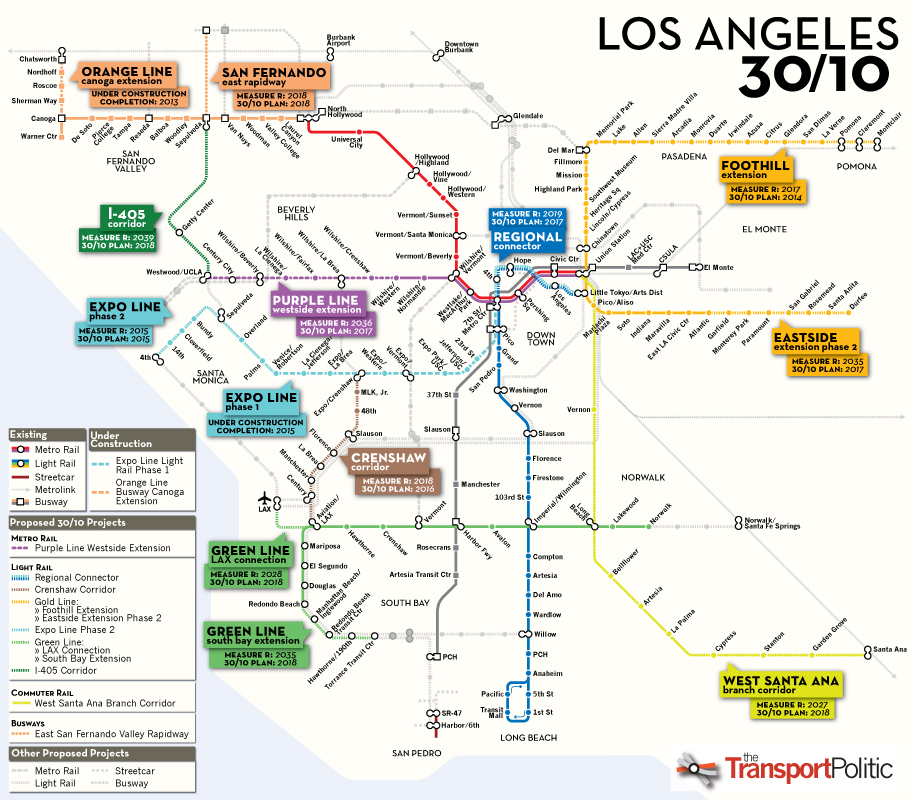 LOS ANGELES
30/10
Burbank
Airport
Downtown
Burbank
Chatsworth
Nordhoff
Roscoe
Sherman Way
Canoga
Warner Ctr
ORANGE LINE
canoga extension
UNDER CONSTRUCTION
COMPLETION: 2013
SAN FERNANDO
east rapidway
MEASURE R: 2018
30/10 PLAN: 2018
De Soto
Pierce
College
Tampa
Reseda
Balboa
Woodley
Sepulveda
Van Nuys
Woodman
Valley
College
Laurel
Canyon
North
Hollywood
SAN
FERNANDO
VALLEY
Universal
City
Hollywood
/Highland
Hollywood/
Vine
Hollywood
/Western
Vermont/Sunset
Vermont/Santa Monica
Vermont/Beverly
Glendale
Memorial Park
Lake
Allen
Sierra Madre Villa
Arcadia
Monrovia
Duarte
Irwindale
Azusa
Citrus
Glendora
San Dimas
La Verne
Pomona
Claremont
Montclair
Del Mar
Fillmore
Mission
Highland Park
PASADENA
POMONA
FOOTHILL
extension
MEASURE R: 2017
30/10 PLAN: 2014
Southwest Museum
Heritage Sq
Lincoln/Cypress
Chinatown
Union Station
EL MONTE
I-405
corridor
MEASURE R: 2039
30/10 PLAN: 2018
Getty Center
BEVERLY
HILLS
MEASURE R: 2019
30/10 PLAN: 2017
REGIONAL
connector
Westwood/UCLA
Century City
Wilshire/Beverly
Wilshire/
La Cienega
Wilshire/Fairfax
Wilshire/La Brea
Wilshire/Crenshaw
Wilshire/
Western
Wilshire/
Normandie
Wilshire/
Vermont
Westlake/
MacArthur
Park
7th St
Metro Ctr
4th
Hope
Civic Ctr
Pershing
Sq
Los
Angeles
LAC+USC
Med Ctr
CSULA
El Monte
Little Tokyo/Arts Dist
Pico/Aliso
PURPLE LINE
westside extension
MEASURE R: 2036
30/10 PLAN: 2017
EXPO LINE
phase 2
MEASURE R: 2015
30/10 PLAN: 2015
4th
14th
Cloverfield
Bundy
Sepulveda
Overland
Palms
Venice/
Robertson
La Cienega/
Jefferson
Expo/
La Brea
Expo/
Western
Expo/
Vermont
Expo Park/
USC
Jefferson/
USC
23rd St
Pico
Grand
San Pedro
DOWN
TOWN
Mariachi
Plaza
Soto
Indiana
Maravilla
East LA Civic Ctr
Atlantic
Garfield
Monterey Park
Paramount
San Gabriel
Rosemead
Santa Anita
Durfee
EASTSIDE
extension phase 2
MEASURE R: 2035
30/10 PLAN: 2017
SANTA
MONICA
EXPO LINE
phase 1
UNDER CONSTRUCTION
COMPLETION: 2015
Expo/Crenshaw
MLK, Jr.
48th
Slauson
Florence
La Brea
Manchester
Century
LAX
Aviation/
LAX
CRENSHAW
corridor
MEASURE R: 2018
30/10 PLAN: 2016
37th St
Slauson
Manchester
Harbor Fwy
Rosecrans
Artesia Transit Ctr
Washington
Vernon
Slauson
Florence
Firestone
103rd St
Imperial/Wilmington
Vernon
Long
Beach
NORWALK
Lakewood
Norwalk
Norwalk/
Santa Fe Springs
Hawthorne
Crenshaw
Vermont
Avalon
GREEN LINE
LAX connection
MEASURE R: 2028
30/10 PLAN: 2018
Mariposa
El Segundo
Douglas
Redondo Beach
Manhattan Beach/
Inglewood
Redondo Beach
Transit Ctr
Hawthorne/190th
Torrance Transit Ctr
GREEN LINE
south bay extension
MEASURE R: 2035
30/10 PLAN: 2018
SOUTH BAY
Compton
Artesia
Del Amo
Wardlow
Willow
PCH
Anaheim
5th St
1st St
Pacific
Transit
Mall
LONG BEACH
PCH
SR-47
Harbor/6th
SAN PEDRO
Bellflower
Artesia
La Palma
Cypress
Stanton
Garden Grove
Santa Ana
WEST SANTA ANA
branch corridor
MEASURE R: 2027
30/10 PLAN: 2018
Existing
Metro Rail
Light Rail
Streetcar
Metrolink
Busway
Under
Construction
Expo Line Light
Rail Phase 1
Orange Line
Busway Canoga
Extension
Proposed 30/10 Projects
METRO RAIL
Purple Line Westside Extension
LIGHT RAIL
Regional Connector
Crenshaw Corridor
Gold Line:
» Foothill Extension
» Eastside Extension Phase 2
Expo Line Phase 2
Green Line:
» LAX Connection
» South Bay Extension
I-405 Corridor
COMMUTER RAIL
West Santa Ana Branch Corridor
BUSWAYS
East San Fernando Valley Rapidway
Other Proposed Projects
Metro Rail
Light Rail
Streetcar
Busway
the
TransportPolitic